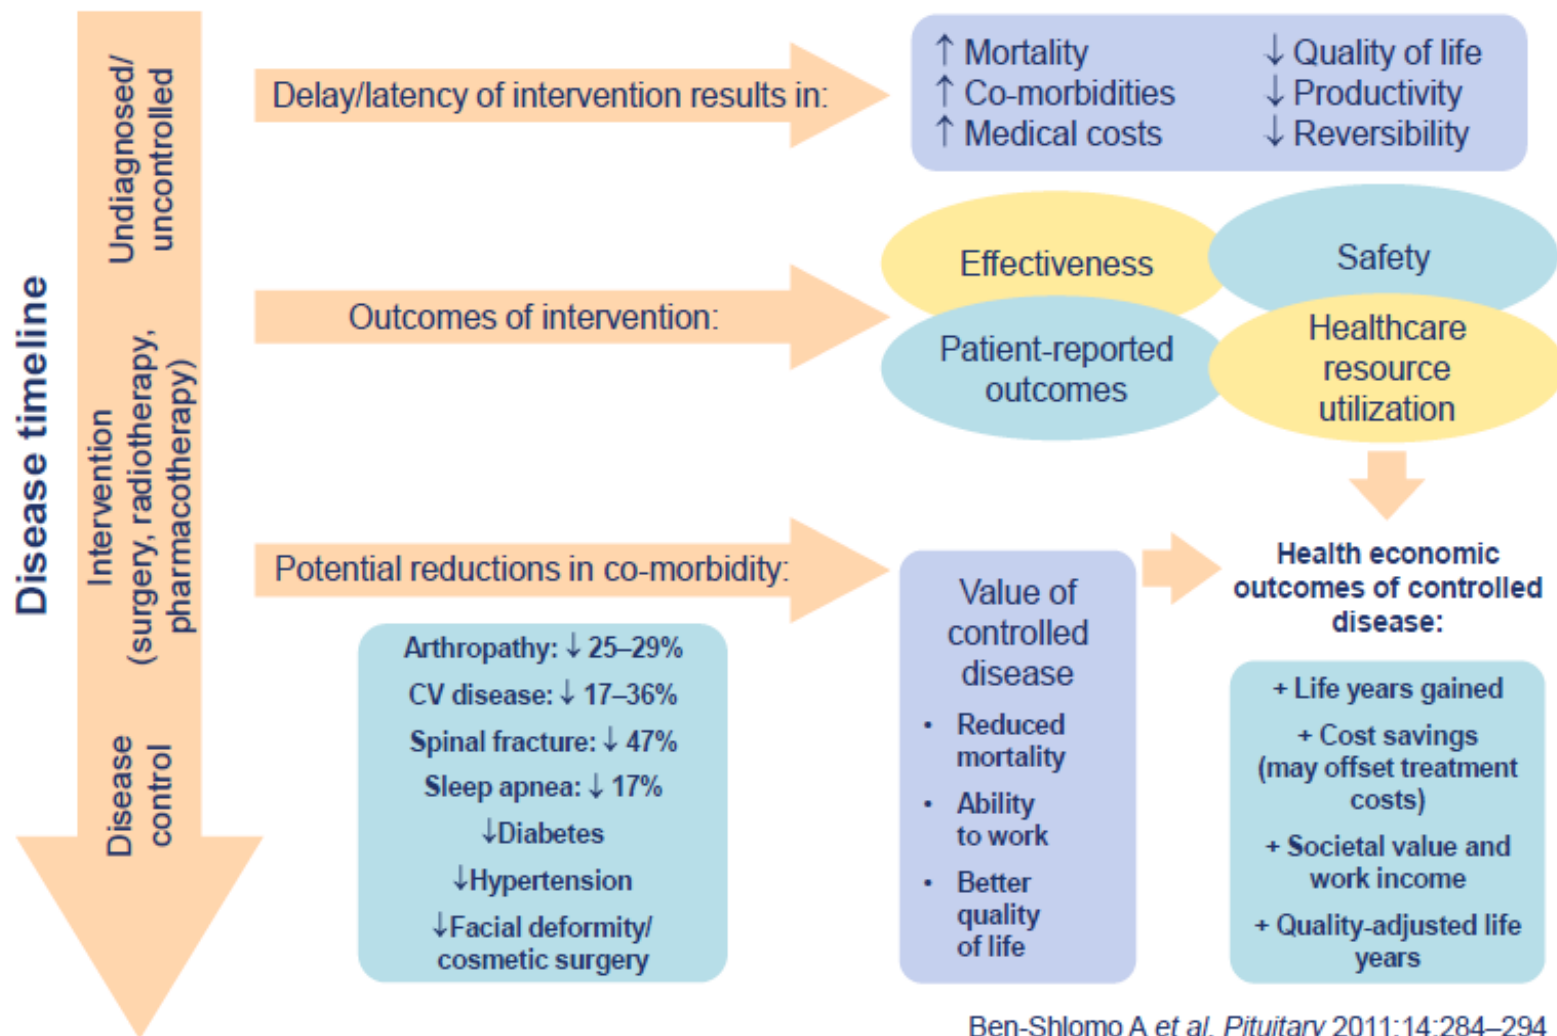 Disease timeline
Undiagnosed/
uncontrolled
Intervention
(surgery, radiotherapy,
pharmacotherapy)
Disease
control
Delay/latency of intervention results in:
↑ Mortality
↑ Co-morbidities
↑ Medical costs
↓ Quality of life
↓ Productivity
↓ Reversibility
Outcomes of intervention:
Effectiveness
Safety
Patient-reported
outcomes
Healthcare
resource
utilization
Potential reductions in co-morbidity:
Arthropathy: ↓ 25–29%
CV disease: ↓ 17–36%
Spinal fracture: ↓ 47%
Sleep apnea: ↓ 17%
↓Diabetes
↓Hypertension
↓Facial deformity/
cosmetic surgery
Value of
controlled
disease
• Reduced
mortality
• Ability
to work
• Better
quality
of life
Health economic
outcomes of controlled
disease:
+ Life years gained
+ Cost savings
(may offset treatment
costs)
+ Societal value and
work income
+ Quality-adjusted life
years
Ben-Shlomo A et al. Pituitary 2011;14:284–294